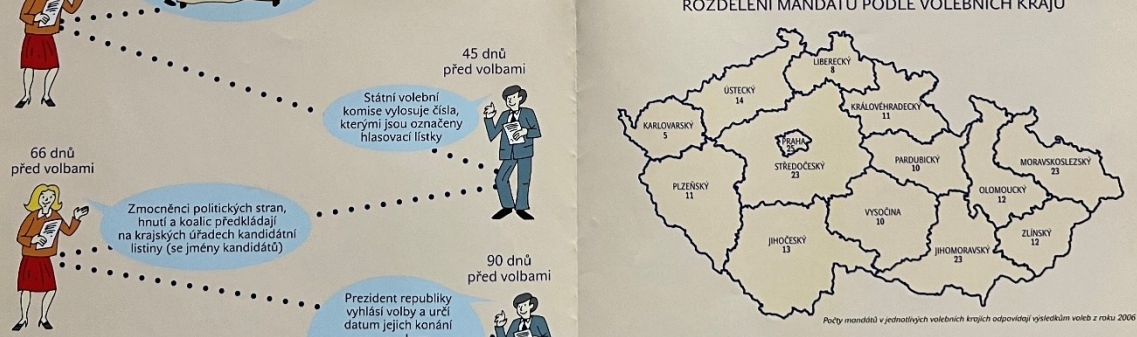 45 dnů
před volbami
Státní volební
komise vylosuje čísla,
kterými jsou označeny
hlasovací lístky
66 dnů
před volbami
Zmocněnci politických stran,
hnutí a koalic předkládají
na krajských úřadech kandidátní
listiny (se jmény kandidátů)
90 dnů
před volbami
Prezident republiky
vyhlásí volby a určí
datum jejich konání
ROZDĚLENÍ MANDÁTŮ PODLE VOLEBNÍCH KRAJŮ
LIBERECKÝ
8
ÚSTECKÝ
14
KRÁLOVÉHRADECKÝ
11
KARLOVARSKÝ
5
PRAHA
25
STŘEDOČESKÝ
23
PARDUBICKÝ
10
MORAVSKOSLEZSKÝ
23
PLZEŇSKÝ
11
OLOMOUCKÝ
12
VYSOČINA
10
ZLÍNSKÝ
12
JIHOČESKÝ
13
JIHOMORAVSKÝ
23
Počty mandátů v jednotlivých volebních krajích odpovídají výsledkům voleb z roku 2006